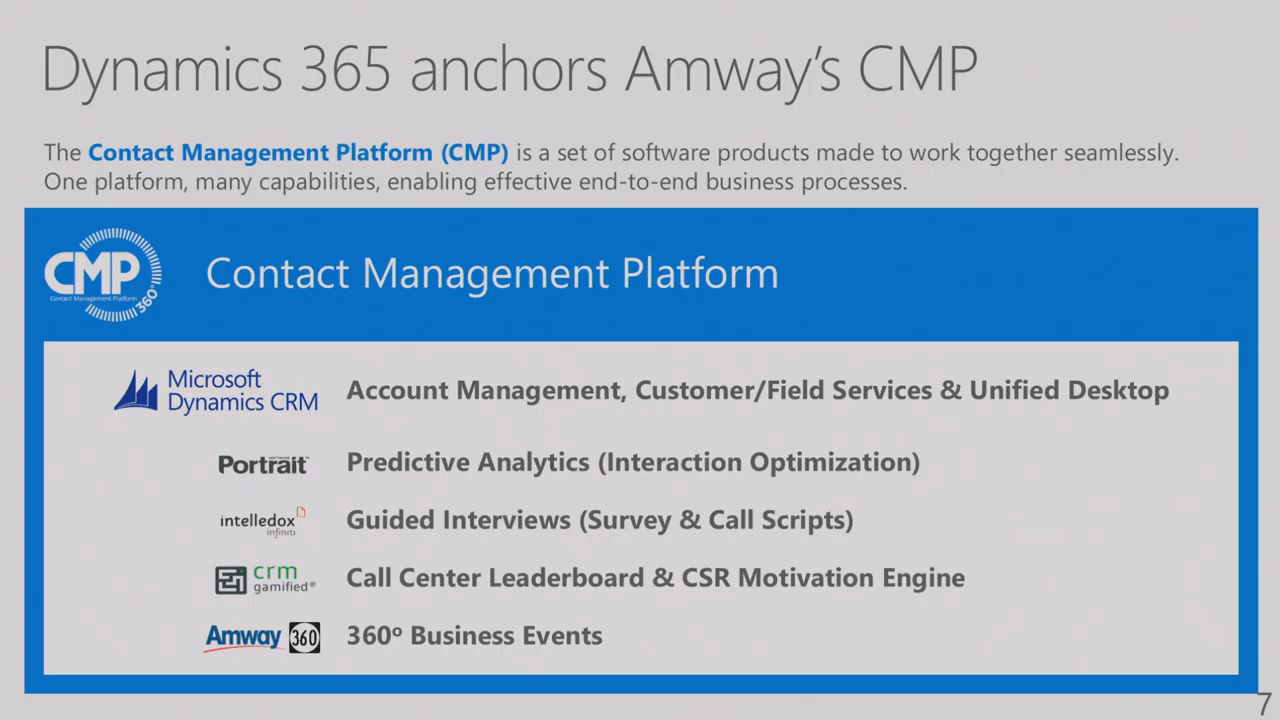 Dynamics 365 anchors Amway's CMP
The Contact Management Platform (CMP) is a set of software products made to work together seamlessly.
One platform, many capabilities, enabling effective end-to-end business processes.
CMP
Contact Management Platform
360°
Contact Management Platform
Microsoft
Dynamics CRM
Account Management, Customer/Field Services & Unified Desktop
Portrait™
Predictive Analytics (Interaction Optimization)
intelledox
infiniti
Guided Interviews (Survey & Call Scripts)
crm
gamified®
Call Center Leaderboard & CSR Motivation Engine
Amway 360
360º Business Events
7